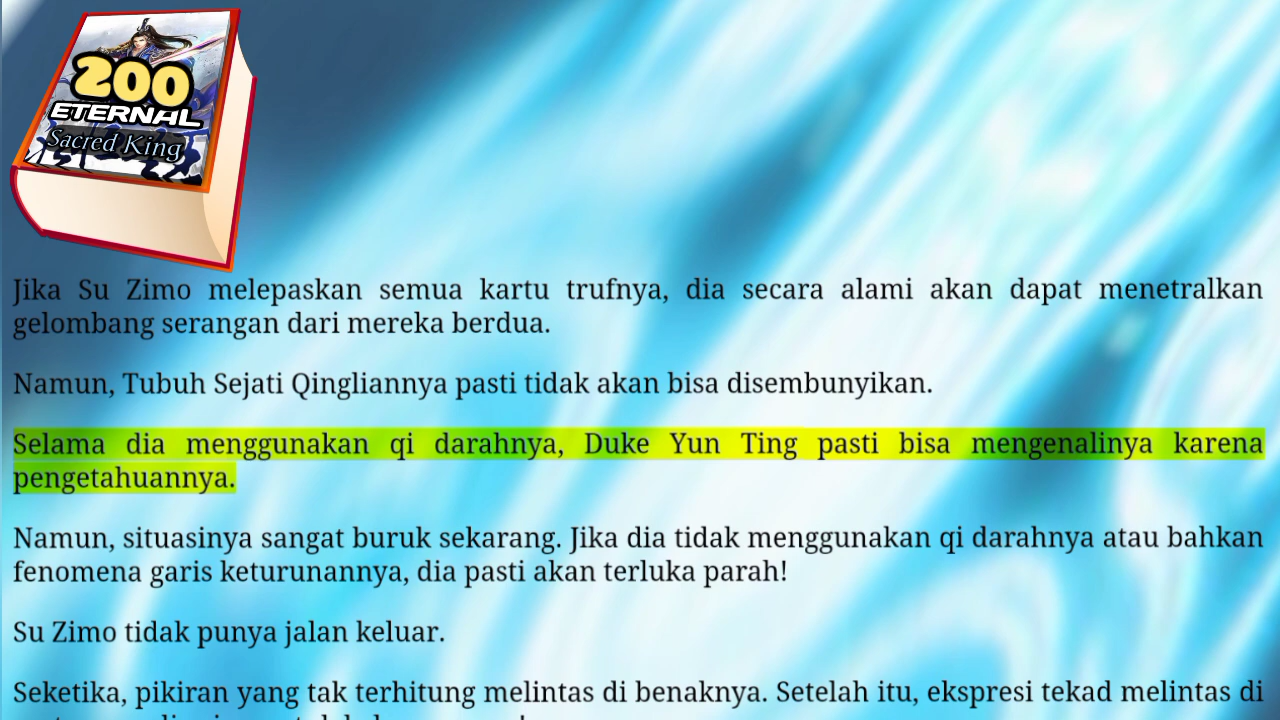 200
ETERNAL
Sacred King
Jika Su Zimo melepaskan semua kartu trufnya, dia secara alami akan dapat menetralkan
gelombang serangan dari mereka berdua.
Namun, Tubuh Sejati Qingliannya pasti tidak akan bisa disembunyikan.
Selama dia menggunakan qi darahnya, Duke Yun Ting pasti bisa mengenalinya karena
pengetahuannya.
Namun, situasinya sangat buruk sekarang. Jika dia tidak menggunakan qi darahnya atau bahkan
fenomena garis keturunannya, dia pasti akan terluka parah!
Su Zimo tidak punya jalan keluar.
Seketika, pikiran yang tak terhitung melintas di benaknya. Setelah itu, ekspresi tekad melintas di